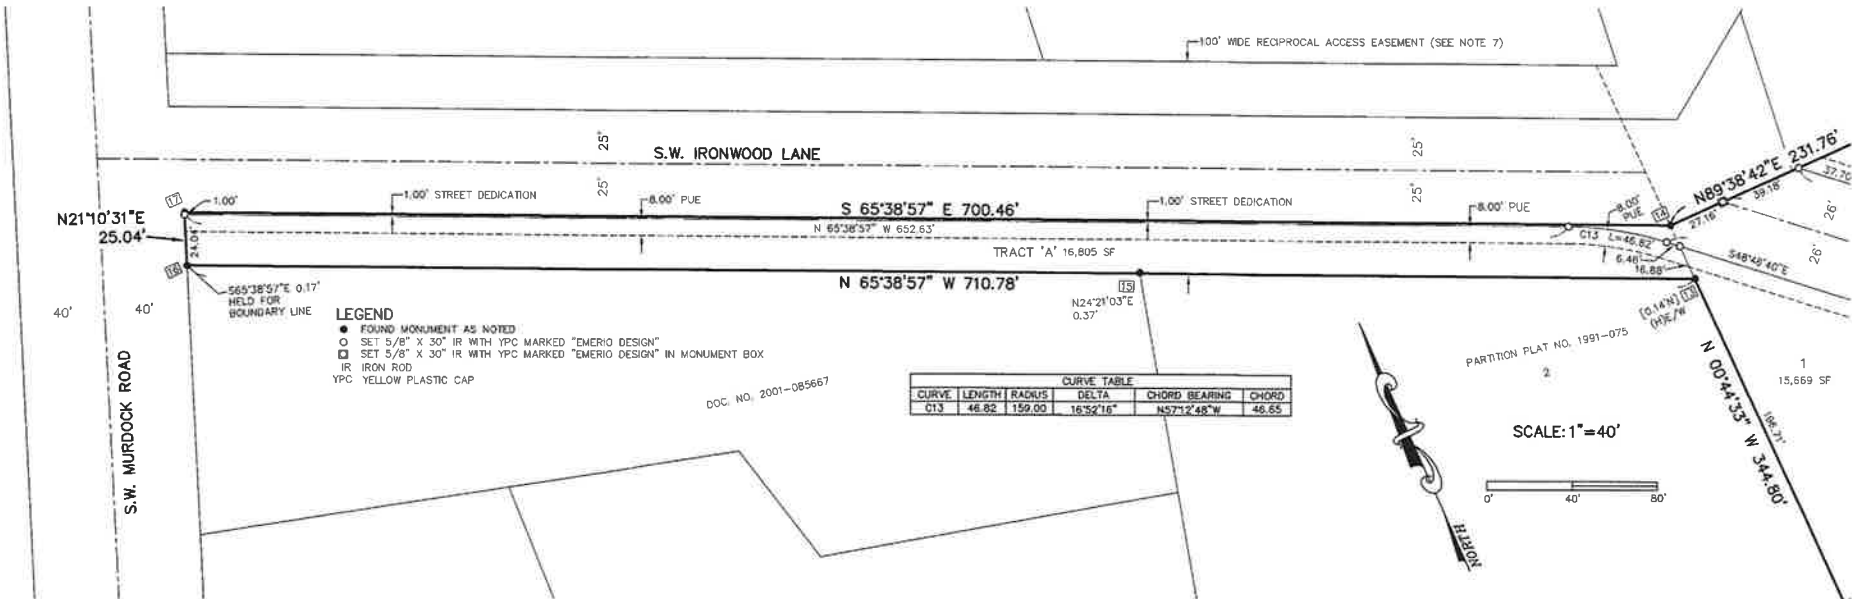 100' WIDE RECIPROCAL ACCESS EASEMENT (SEE NOTE 7)
25'
S.W. IRONWOOD LANE
25'
25'
25'
N89°38'42"E 231.76'
37.70
39.18'
27.16'
26'
26'
17
1.00'
1.00' STREET DEDICATION
8.00' PUE
S 65°38'57" E 700.46'
N 65°38'57" W 652.63'
1.00' STREET DEDICATION
8.00' PUE
8.00'
PUE
14
N21°10'31"E
25.04'
24.01'
TRACT 'A' 16,805 SF
C13 L=46.82'
6.46'
16.88'
S48°46'40"E
16
S65°38'57"E 0.17'
HELD FOR
BOUNDARY LINE
N 65°38'57" W 710.78'
15
N24°21'03"E
0.37'
[0.14'N] 13
(H)E/W
40'
40'
S.W. MURDOCK ROAD
LEGEND
FOUND MONUMENT AS NOTED
SET 5/8" X 30" IR WITH YPC MARKED "EMERIO DESIGN"
SET 5/8" X 30" IR WITH YPC MARKED "EMERIO DESIGN" IN MONUMENT BOX
IR IRON ROD
YPC YELLOW PLASTIC CAP
DOC. NO. 2001-085667
CURVE TABLE
CURVE LENGTH RADIUS DELTA CHORD BEARING CHORD
C13 46.82 159.00 16°52'16" N57°12'48"W 46.65
PARTITION PLAT NO. 1991-075
2
1
15,669 SF
N 00°44'33" W 344.80'
196.71'
SCALE: 1"=40'
0' 40' 80'
NORTH